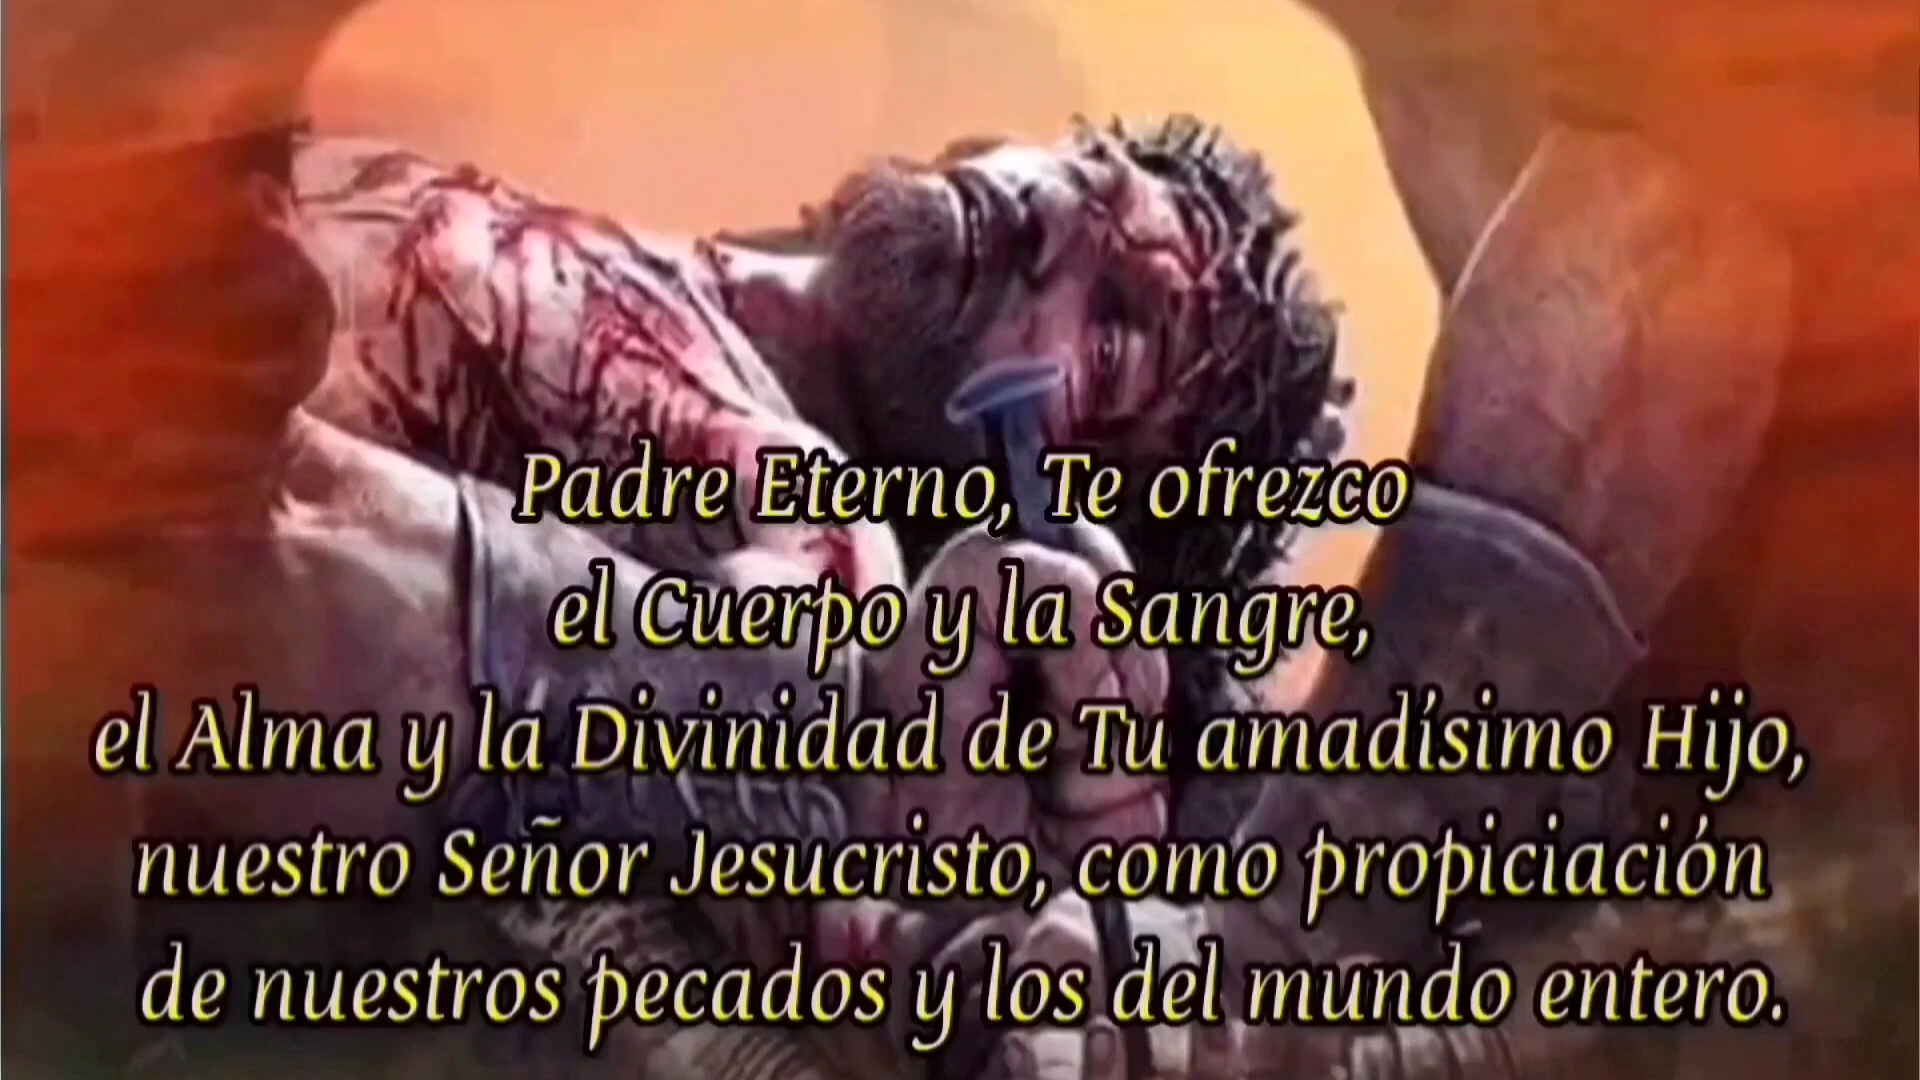 Padre Eterno, Te ofrezco
el Cuerpo y la Sangre,
el Alma y la Divinidad de Tu amadísimo Hijo,
nuestro Señor Jesucristo, como propiciación
de nuestros pecados y los del mundo entero.